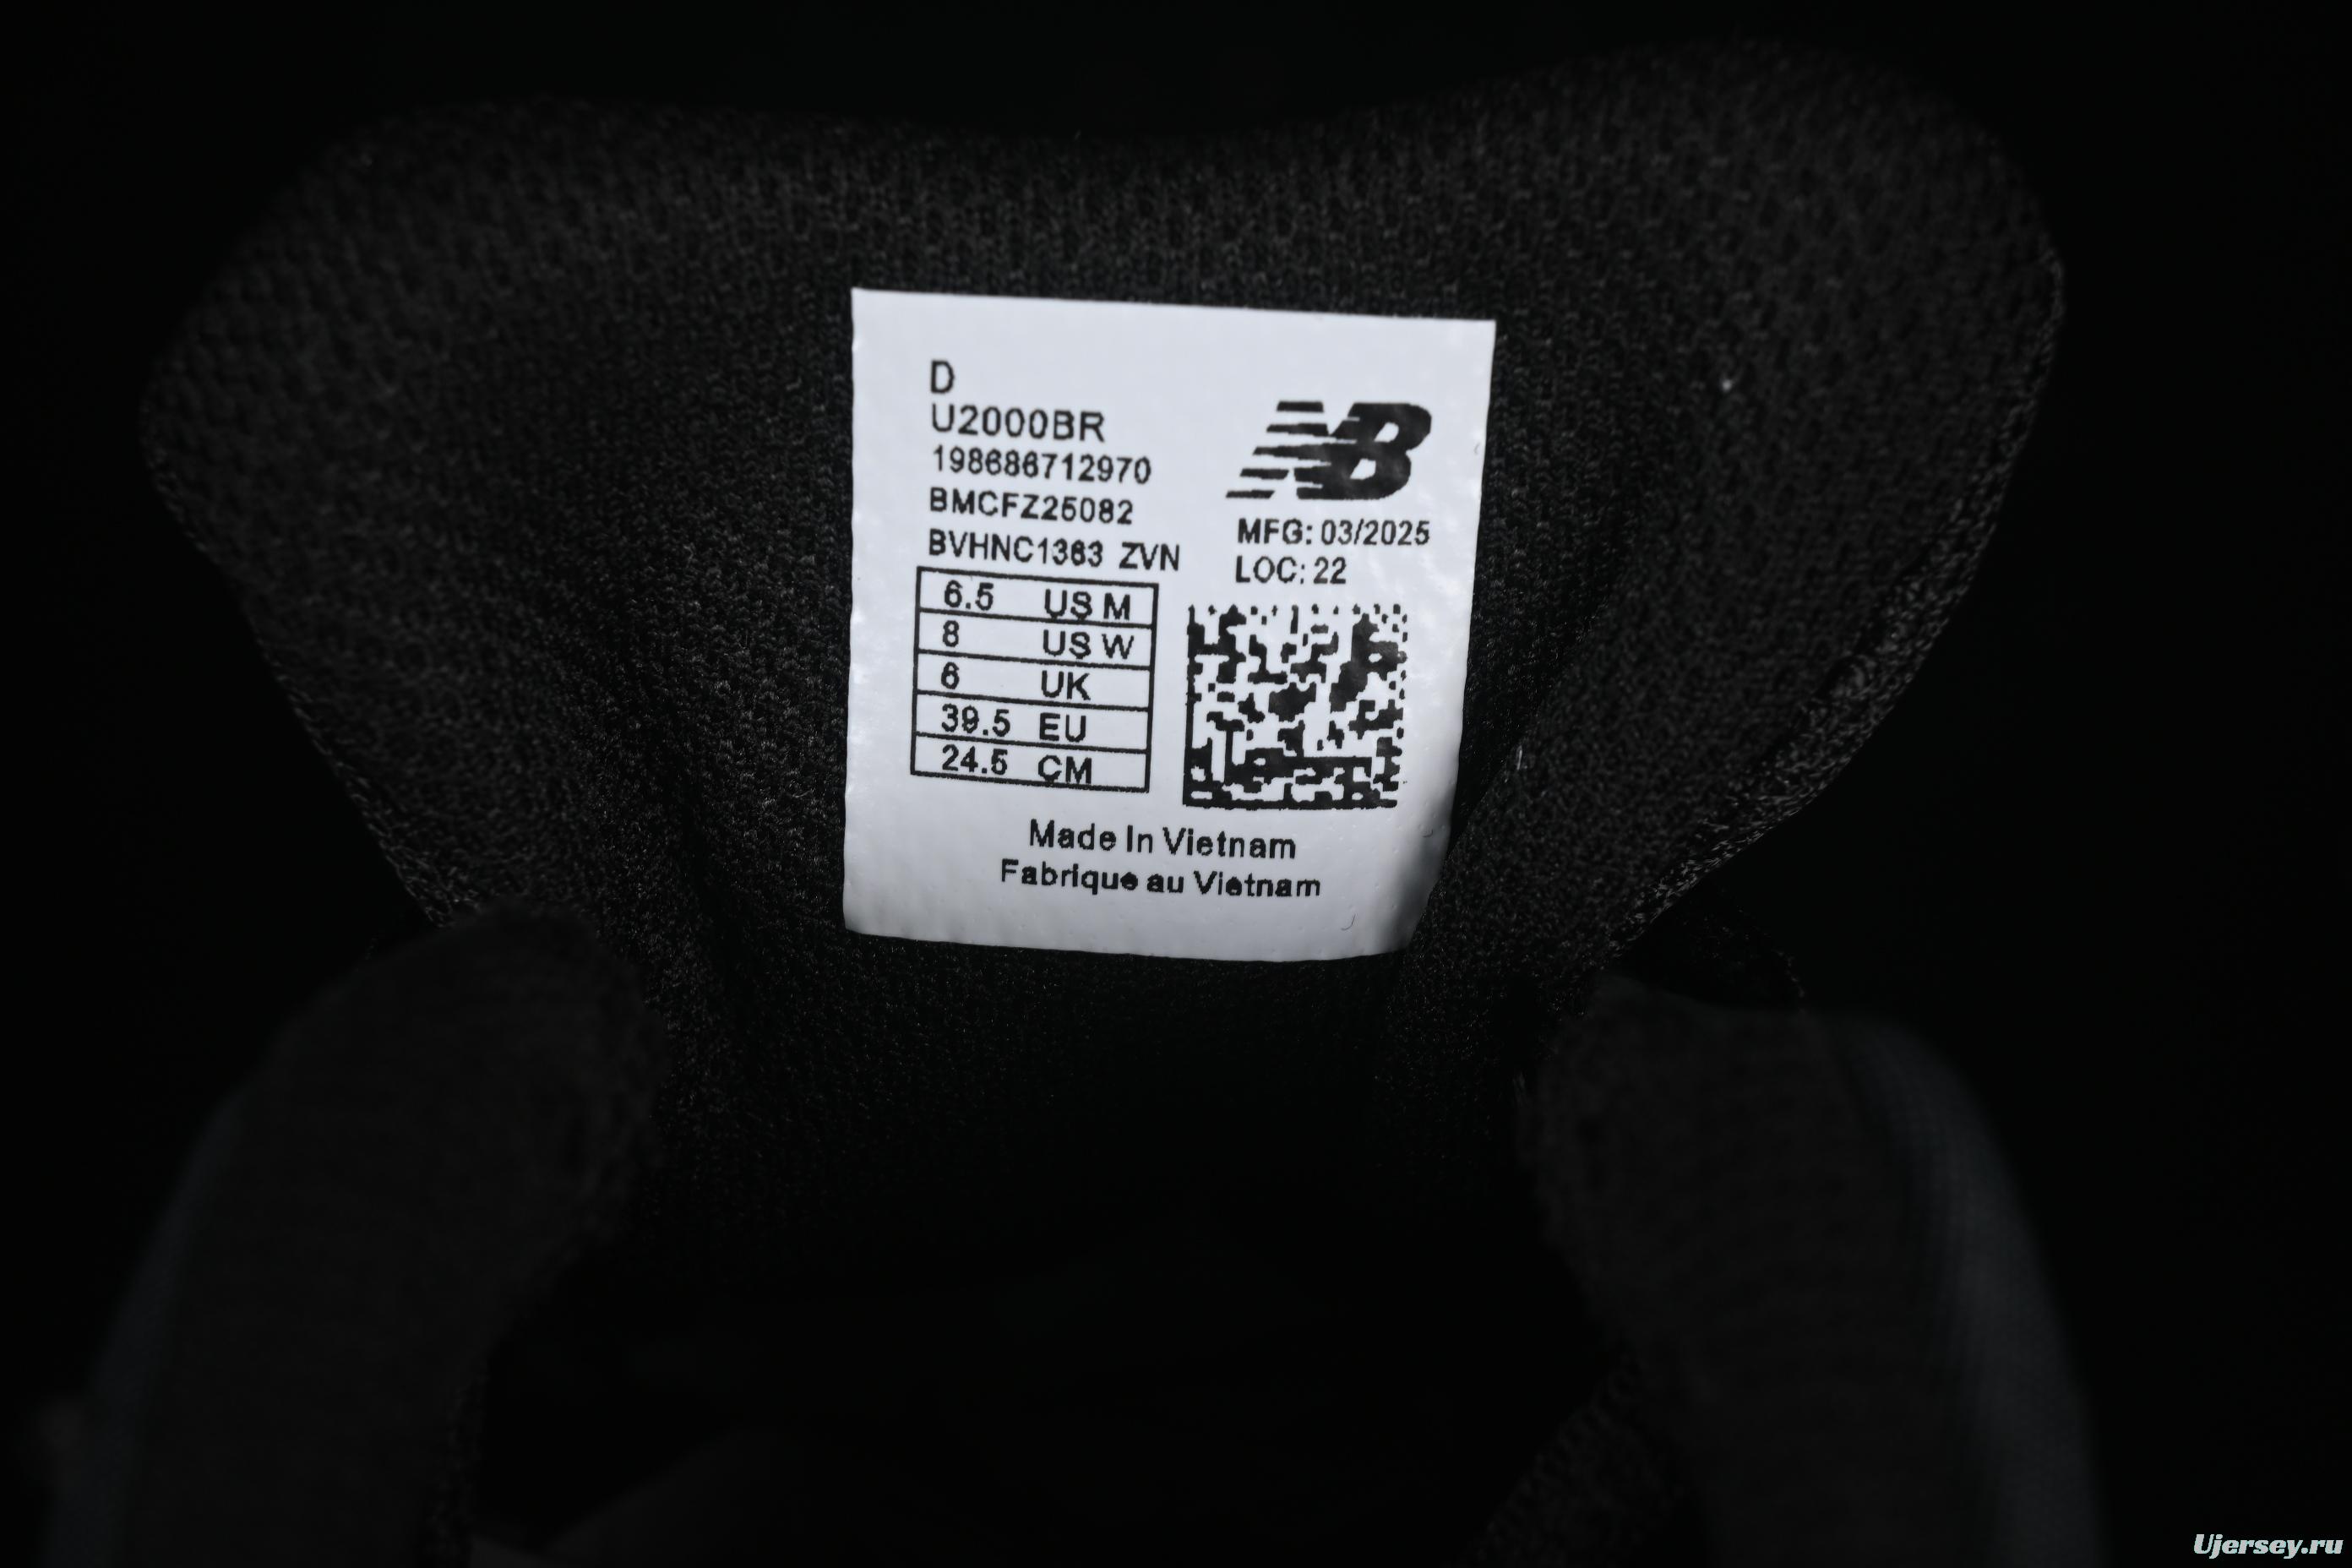 D
U2000BR
198686712970
BMCFZ25082
BVHNC1363 ZVN
NB
MFG: 03/2025
LOC: 22
6.5 US M
8 US W
6 UK
39.5 EU
24.5 CM
Made In Vietnam
Fabrique au Vietnam
Ujersey.ru